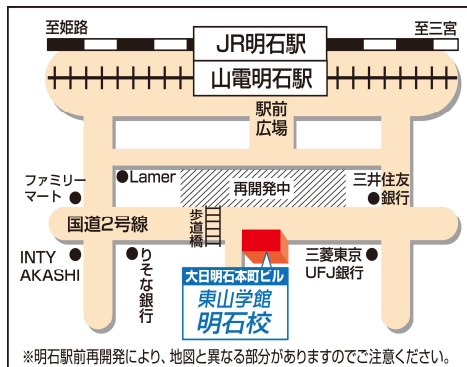 至姫路
JR明石駅
至三宮
山電明石駅
駅前
広場
Lamer
再開発中
ファミリー
マート
三井住友
銀行
国道2号線
歩道橋
INTY
AKASHI
りそな銀行
三菱東京
UFJ銀行
大日明石本町ビル
東山学館
明石校
※明石駅前再開発により、地図と異なる部分がありますのでご注意ください。